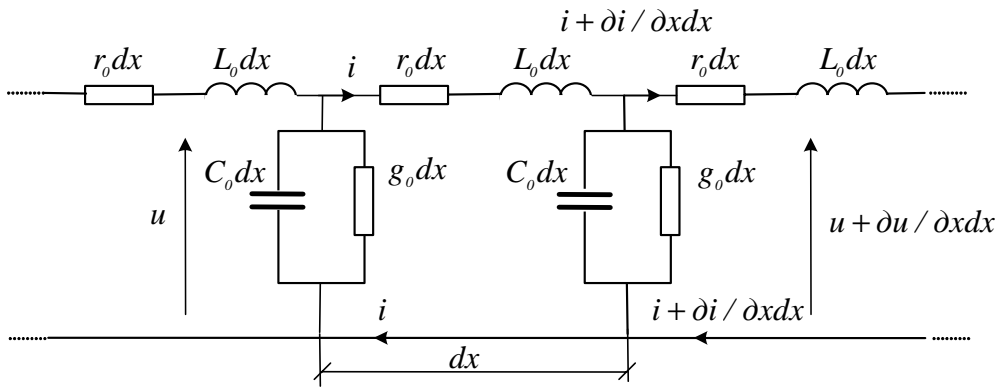 i + ∂i / ∂xdx
r₀dx L₀dx i r₀dx L₀dx r₀dx L₀dx
C₀dx g₀dx C₀dx g₀dx
u u + ∂u / ∂xdx
i i + ∂i / ∂xdx
dx